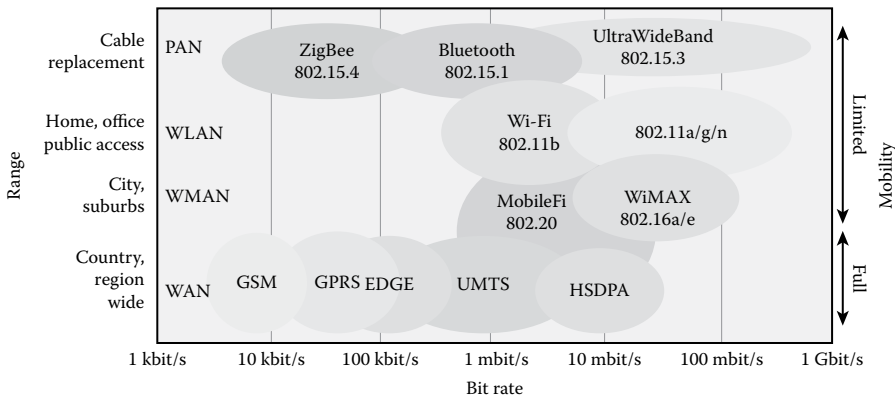 Cable
replacement
PAN
ZigBee
802.15.4
Bluetooth
802.15.1
UltraWideBand
802.15.3
Home, office
public access
WLAN
Wi-Fi
802.11b
802.11a/g/n
City,
suburbs
WMAN
MobileFi
802.20
WiMAX
802.16a/e
Country,
region
wide
WAN
GSM
GPRS
EDGE
UMTS
HSDPA
Range
Limited
Full
Mobility
1 kbit/s
10 kbit/s
100 kbit/s
1 mbit/s
10 mbit/s
100 mbit/s
1 Gbit/s
Bit rate